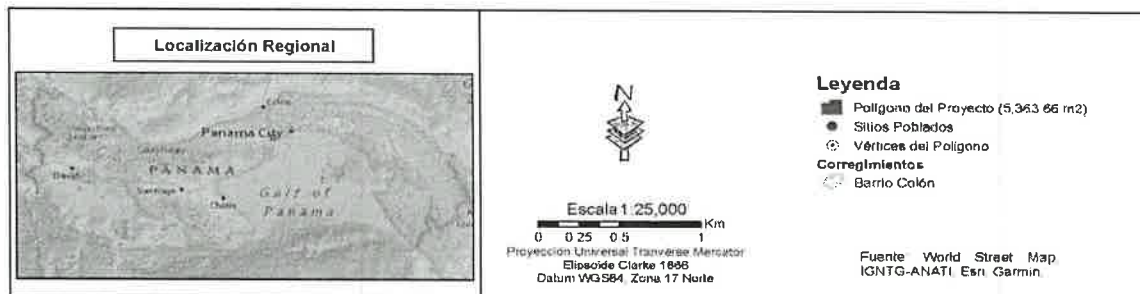 Localización Regional
Colón
Panama City
PANAMA
David
Santiago
Chitre
Gulf of
Panama
N
Escala 1:25,000
Km
0 0 25 0 5 1
Proyección Universal Tranverse Mercator
Elipsoide Clarke 1866
Datum WGS84, Zona 17 Norte
Leyenda
Polígono del Proyecto (5,363 66 m2)
Sitios Poblados
Vértices del Polígono
Corregimientos
Barrio Colón
Fuente World Street Map
IGNTG-ANATI, Esri, Garmin.